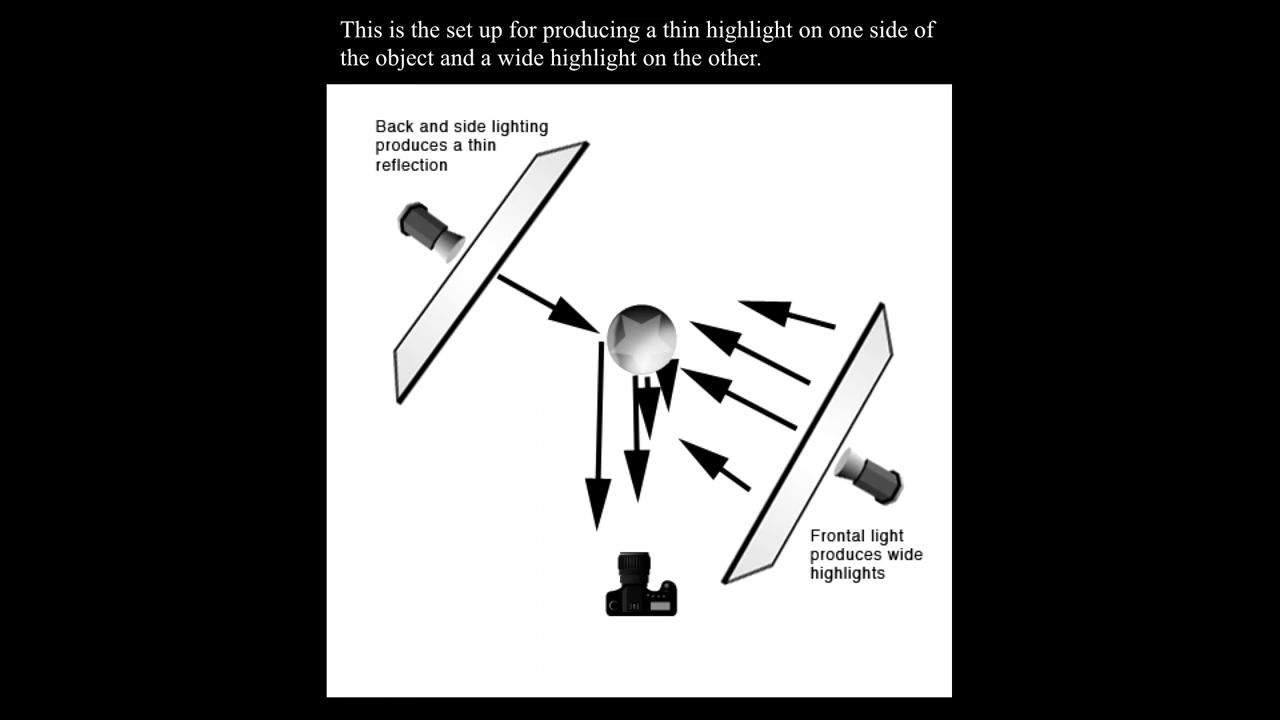 This is the set up for producing a thin highlight on one side of
the object and a wide highlight on the other.
Back and side lighting
produces a thin
reflection
Frontal light
produces wide
highlights